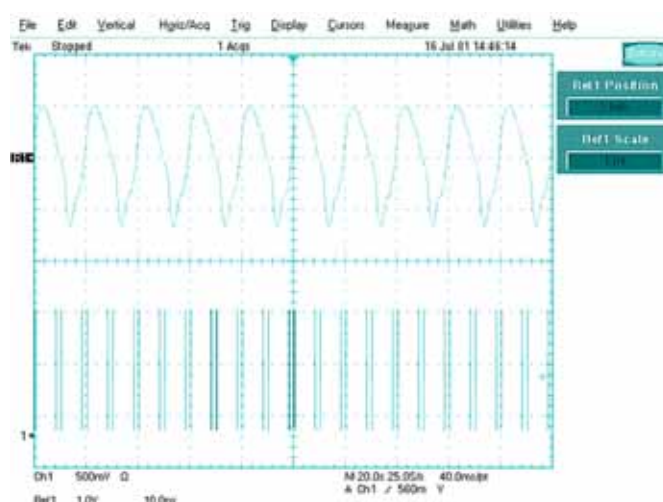 File Edit Vertical Horiz/Acq Trig Display Cursors Measure Math Utilities Help
Tek Stopped 1 Acqs 16 Jul 01 14:46:14
Ref1 Position
Ref1 Scale
1
Ch1 500mV Ω M 20.0s 25.0S/s 40.0ms/pt
A Ch1 / 560m V
Ref1 1.0V